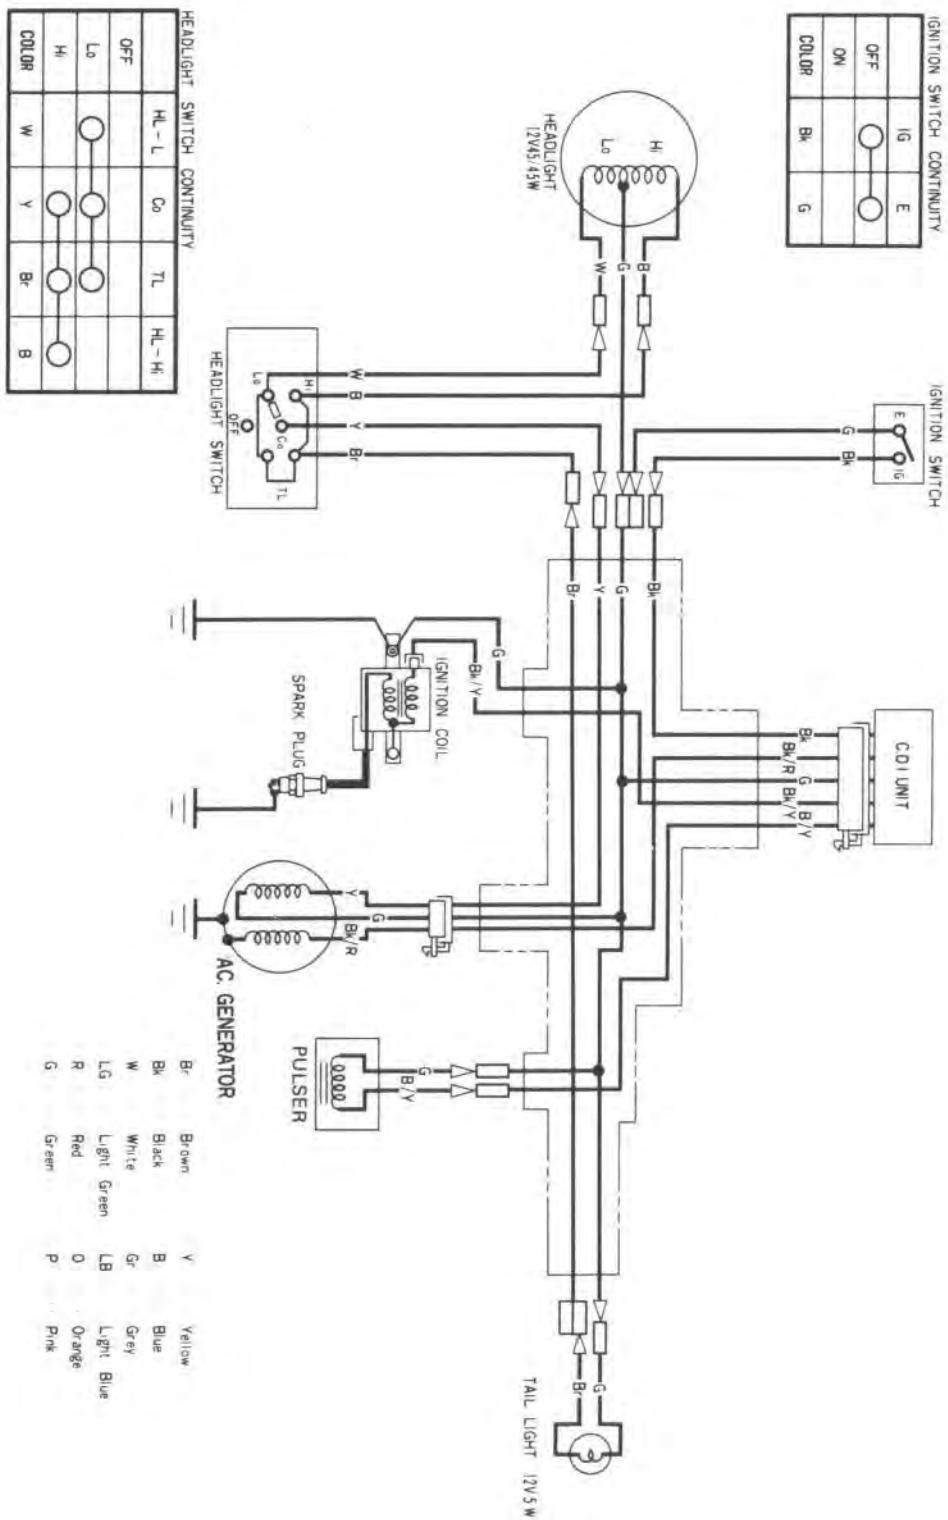 IGNITION SWITCH CONTINUITY
IG E
OFF
ON
COLOR Bk G
HEADLIGHT SWITCH CONTINUITY
HL-L Co TL HL-Hi
OFF
Lo
Hi
COLOR W Y Br B
Hi
Lo
HEADLIGHT
12V45/45W
B
G
W
IGNITION SWITCH
E
IG
G
Bk
W
B
Y
Br
Hi
Lo
Co
OFF
TL
HEADLIGHT SWITCH
Bk
G
Y
Br
C.D.I UNIT
Bk
Bk/R
G
Bk/Y
B/Y
G
Bk/Y
IGNITION COIL
SPARK PLUG
Y
G
Bk/R
AC. GENERATOR
G
B/Y
PULSER
G
Br
TAIL LIGHT 12V5W
Br Brown Y Yellow
Bk Black B Blue
W White Gr Grey
LG Light Green LB Light Blue
R Red O Orange
G Green P Pink